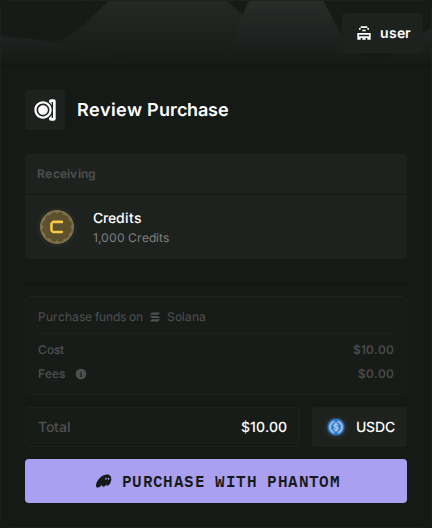 user
Review Purchase
Receiving
Credits
1,000 Credits
Purchase funds on Solana
Cost $10.00
Fees $0.00
Total $10.00 USDC
PURCHASE WITH PHANTOM